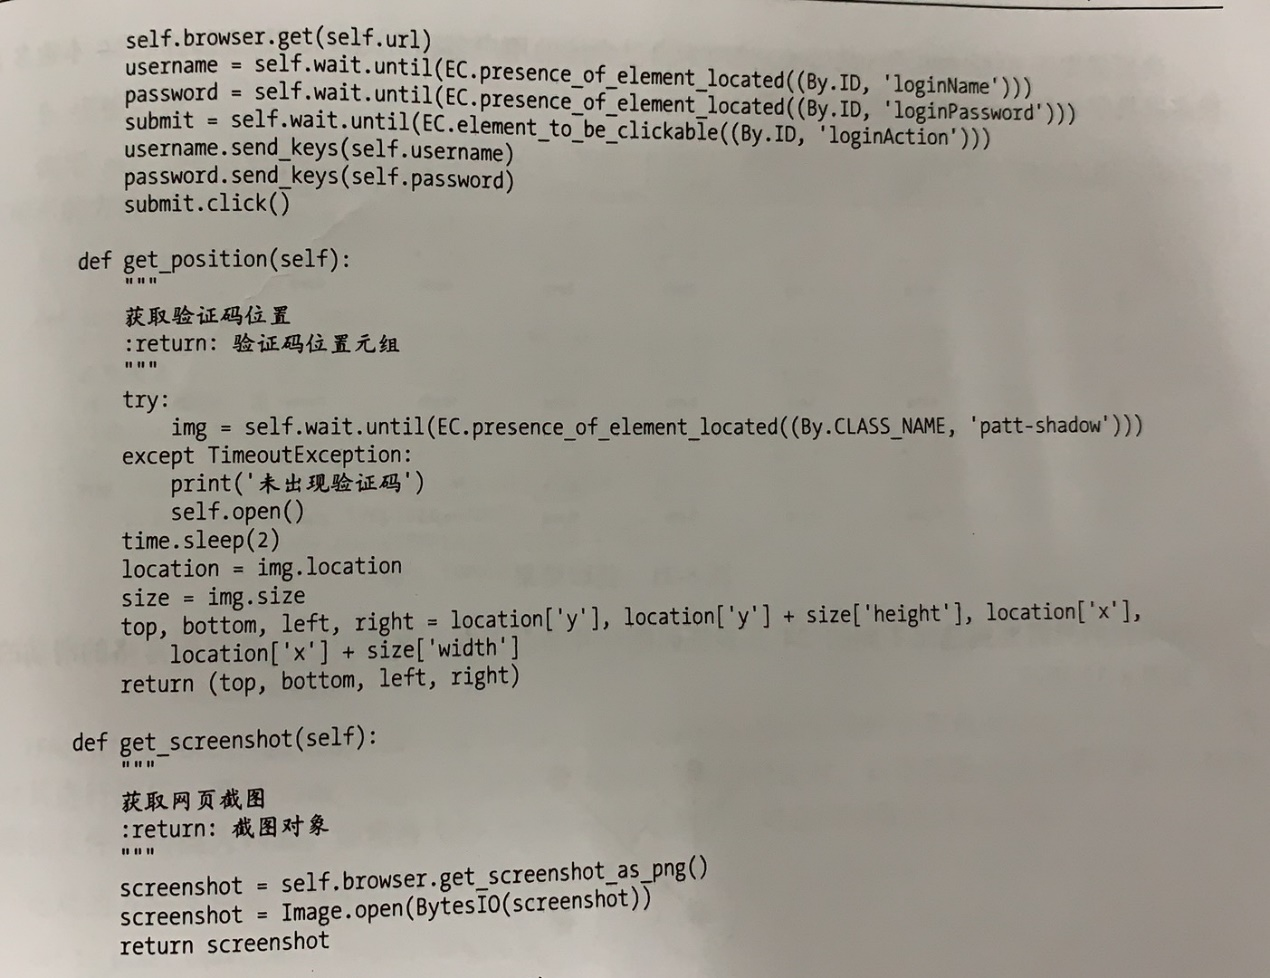 self.browser.get(self.url)
username = self.wait.until(EC.presence_of_element_located((By.ID, 'loginName')))
password = self.wait.until(EC.presence_of_element_located((By.ID, 'loginPassword')))
submit = self.wait.until(EC.element_to_be_clickable((By.ID, 'loginAction')))
username.send_keys(self.username)
password.send_keys(self.password)
submit.click()
def get_position(self):
"""
获取验证码位置
:return: 验证码位置元组
"""
try:
img = self.wait.until(EC.presence_of_element_located((By.CLASS_NAME, 'patt-shadow')))
except TimeoutException:
print('未出现验证码')
self.open()
time.sleep(2)
location = img.location
size = img.size
top, bottom, left, right = location['y'], location['y'] + size['height'], location['x'],
location['x'] + size['width']
return (top, bottom, left, right)
def get_screenshot(self):
"""
获取网页截图
:return: 截图对象
"""
screenshot = self.browser.get_screenshot_as_png()
screenshot = Image.open(BytesIO(screenshot))
return screenshot